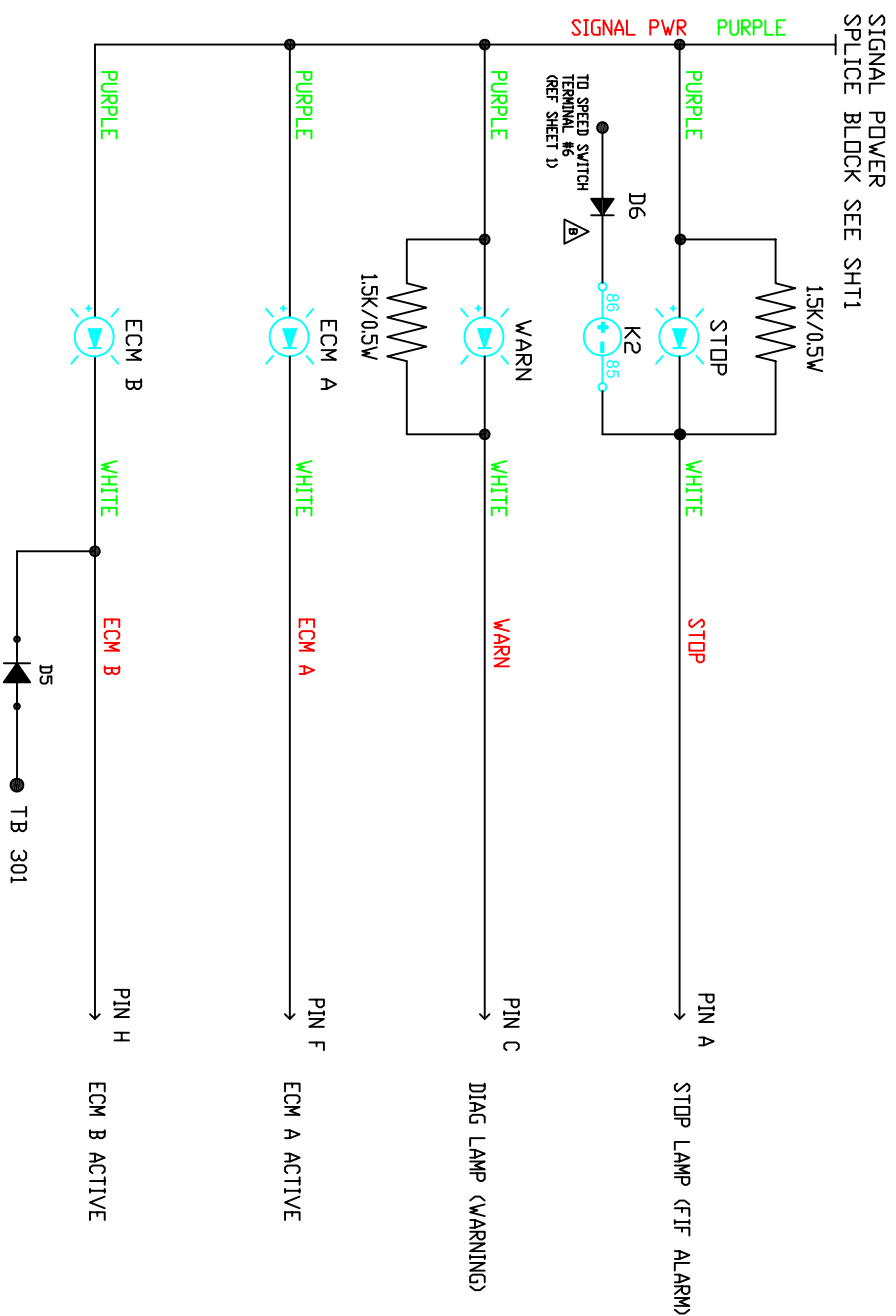 SIGNAL POWER
SPLICE BLOCK SEE SHT1
SIGNAL PWR
PURPLE
1.5K/0.5W
PURPLE
STOP
WHITE
STOP
PIN A
STOP LAMP (FIF ALARM)
TO SPEED SWITCH
TERMINAL #6
(REF SHEET 1)
D6
B
86
+
-
85
K2
PURPLE
+
WARN
WHITE
WARN
PIN C
DIAG LAMP (WARNING)
1.5K/0.5W
PURPLE
+
ECM A
WHITE
ECM A
PIN F
ECM A ACTIVE
PURPLE
+
ECM B
WHITE
ECM B
PIN H
ECM B ACTIVE
D5
TB 301
+